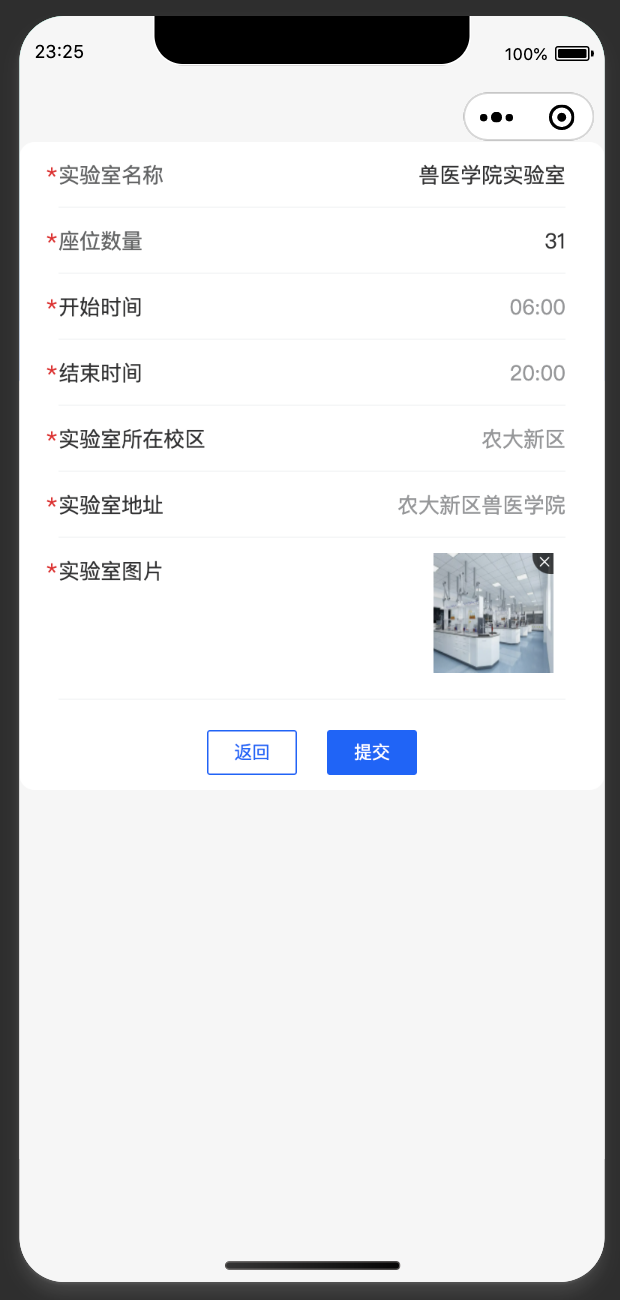 23:25
100%
*实验室名称 兽医学院实验室
*座位数量 31
*开始时间 06:00
*结束时间 20:00
*实验室所在校区 农大新区
*实验室地址 农大新区兽医学院
*实验室图片
返回 提交